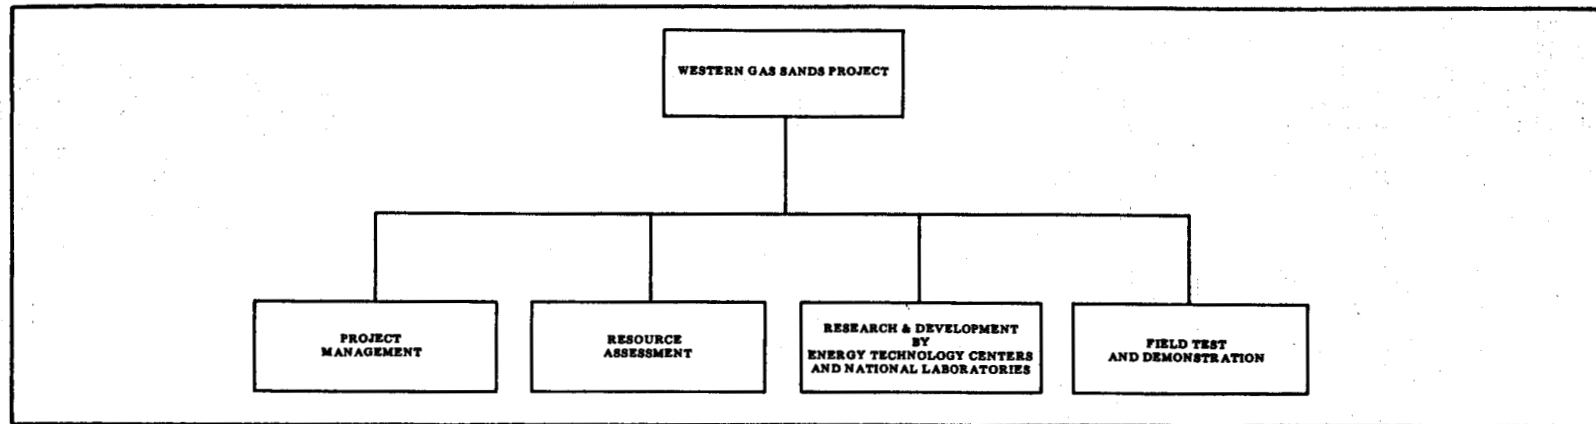 WESTERN GAS SANDS PROJECT
PROJECT
MANAGEMENT
RESOURCE
ASSESSMENT
RESEARCH & DEVELOPMENT
BY
ENERGY TECHNOLOGY CENTERS
AND NATIONAL LABORATORIES
FIELD TEST
AND DEMONSTRATION